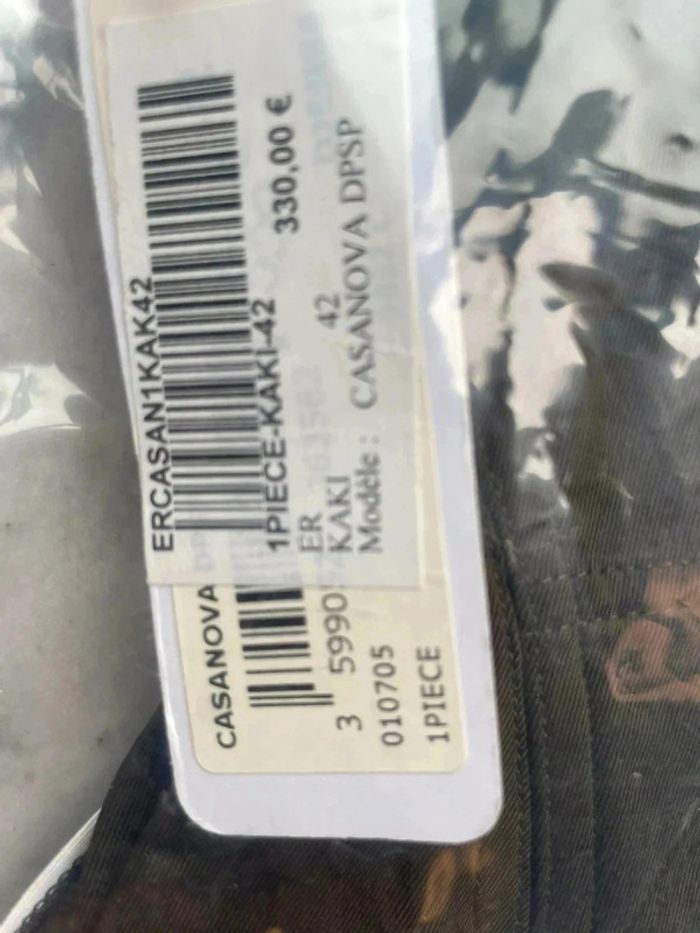 ERCASAN1KAK42
1PIECE-KAKI-42
330,00 €
ER
KAKI 42
Modèle : CASANOVA DPSP
CASANOVA
3 5990
010705
1PIECE